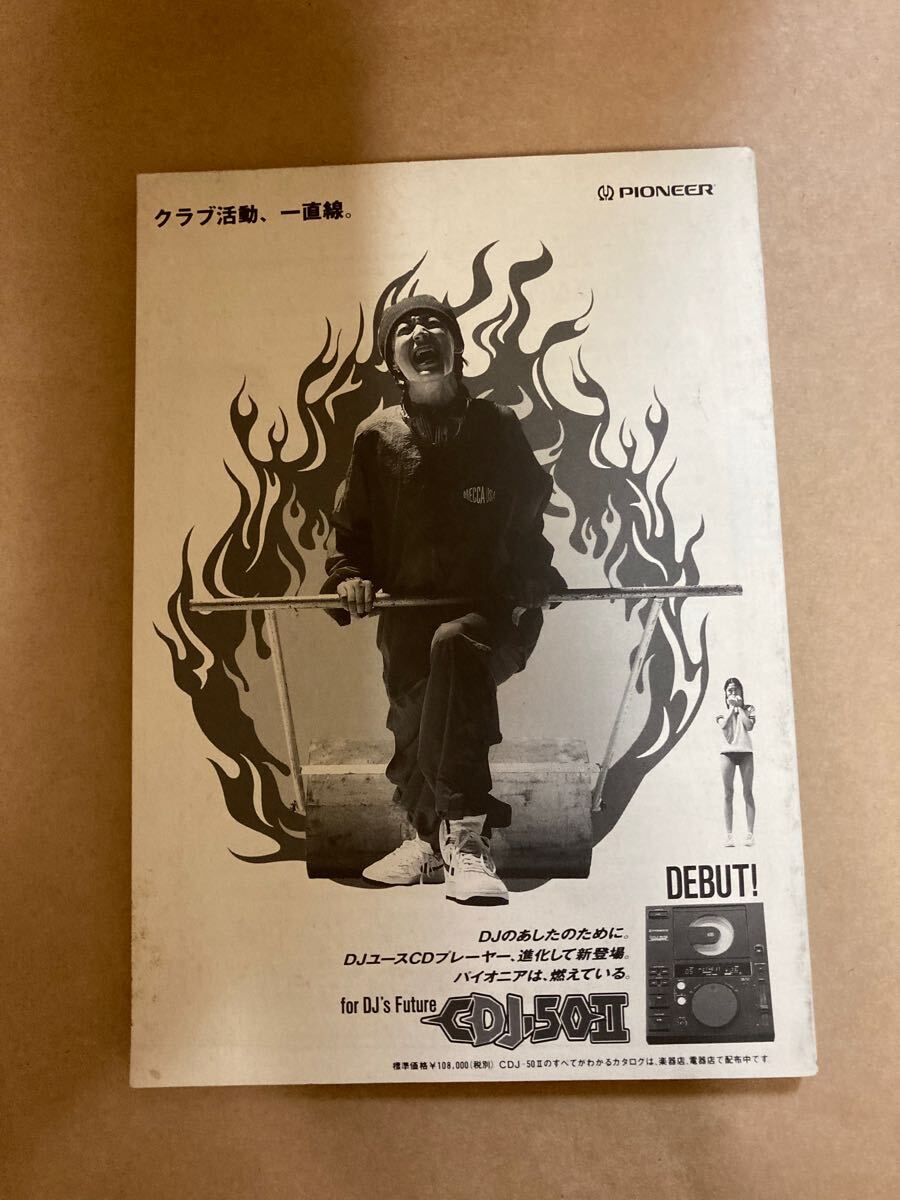 クラブ活動、一直線。
PIONEER
MECCA USA
DEBUT!
DJのあしたのために。
DJユースCDプレーヤー、進化して新登場。
パイオニアは、燃えている。
for DJ's Future
CDJ-50II
標準価格¥108,000(税別) CDJ-50IIのすべてがわかるカタログは、楽器店、電器店で配布中です